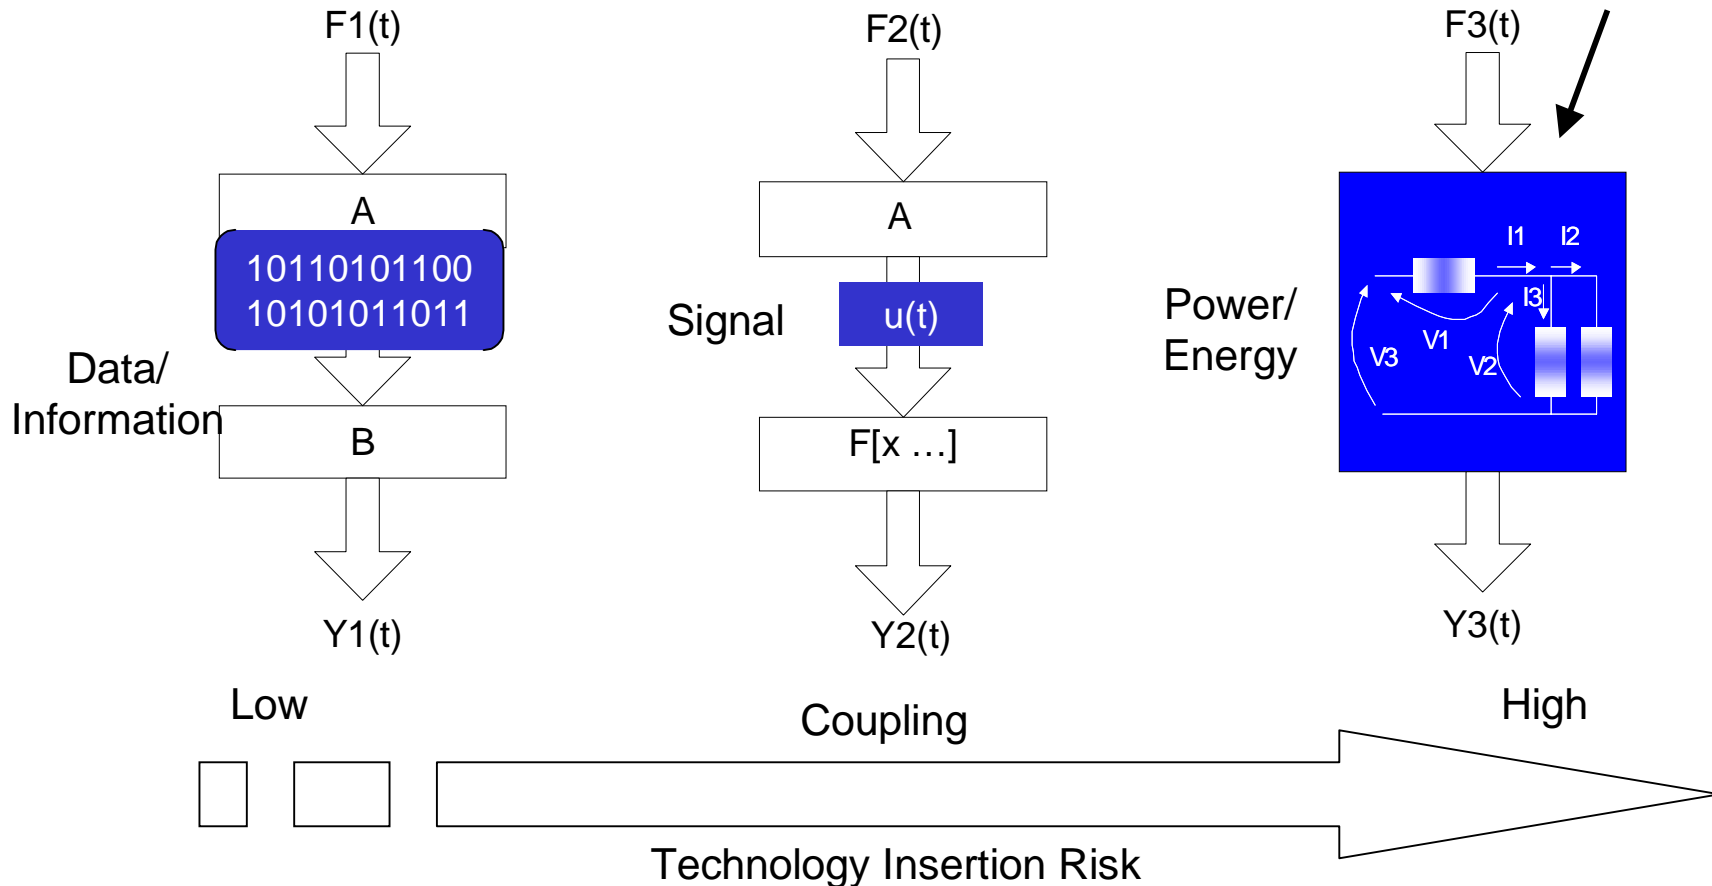 F1(t)
F2(t)
F3(t)
A
10110101100
10101011011
Data/
Information
B
Y1(t)
A
Signal
u(t)
F[x …]
Y2(t)
Power/
Energy
I1
I2
I3
V1
V2
V3
Y3(t)
Low
Coupling
High
Technology Insertion Risk